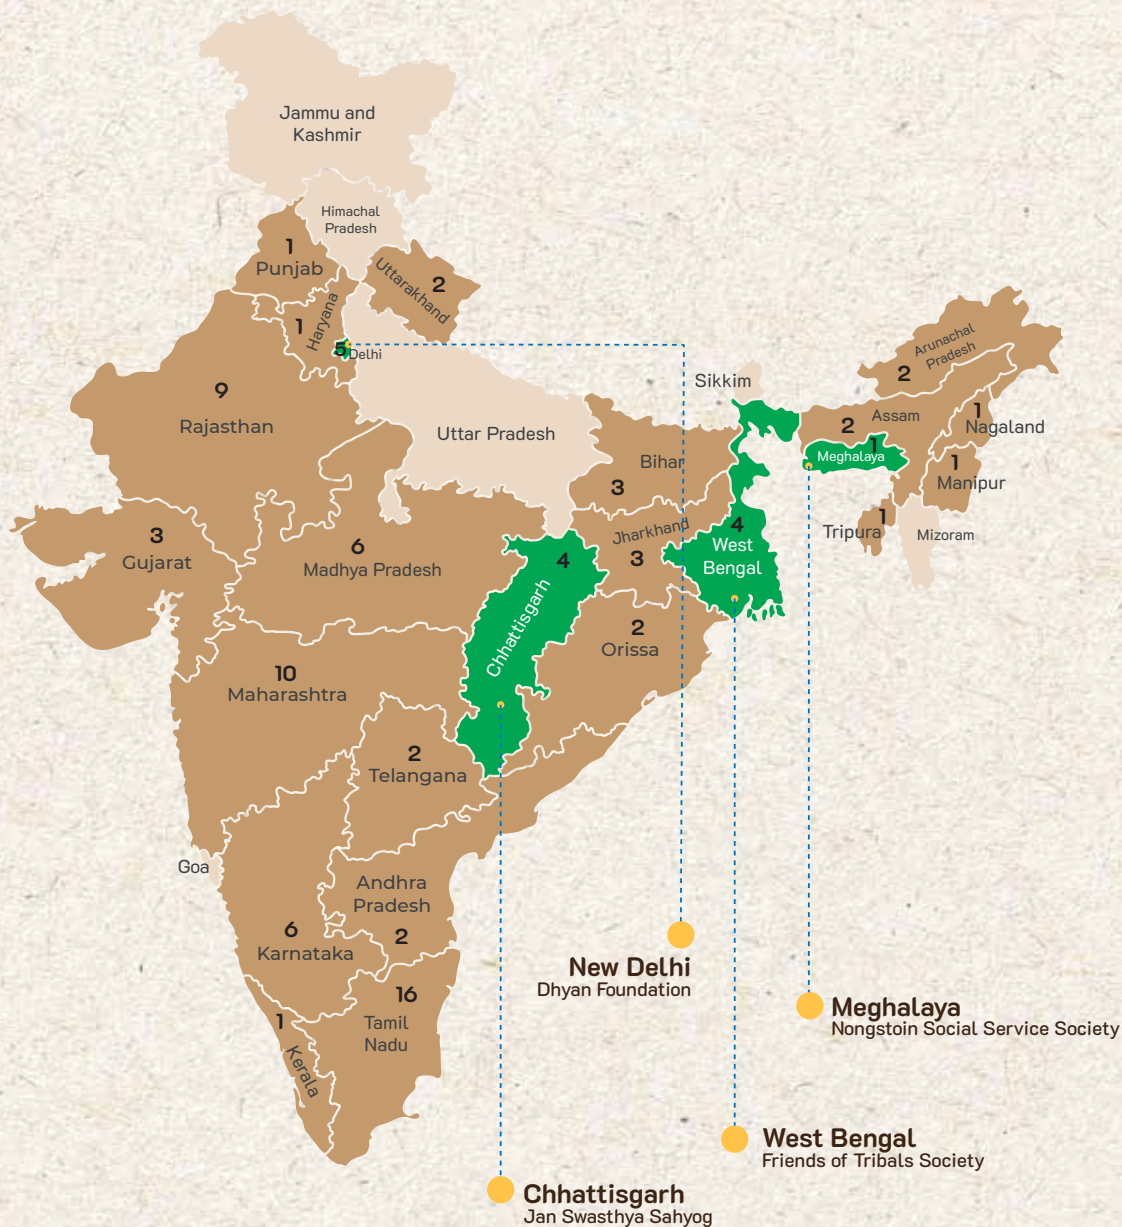 Jammu and
Kashmir
Himachal
Pradesh
1
Punjab
2
Uttarakhand
1
Haryana
5
Delhi
9
Rajasthan
Uttar Pradesh
Sikkim
Arunachal
Pradesh
2
Assam
2
1
Nagaland
1
Meghalaya
1
Manipur
1
Tripura
Mizoram
Bihar
3
Jharkhand
3
4
West
Bengal
3
Gujarat
6
Madhya Pradesh
4
Chhattisgarh
2
Orissa
10
Maharashtra
2
Telangana
Goa
Andhra
Pradesh
2
6
Karnataka
16
Tamil
Nadu
1
Kerala
New Delhi
Dhyan Foundation
Meghalaya
Nongstoin Social Service Society
West Bengal
Friends of Tribals Society
Chhattisgarh
Jan Swasthya Sahyog